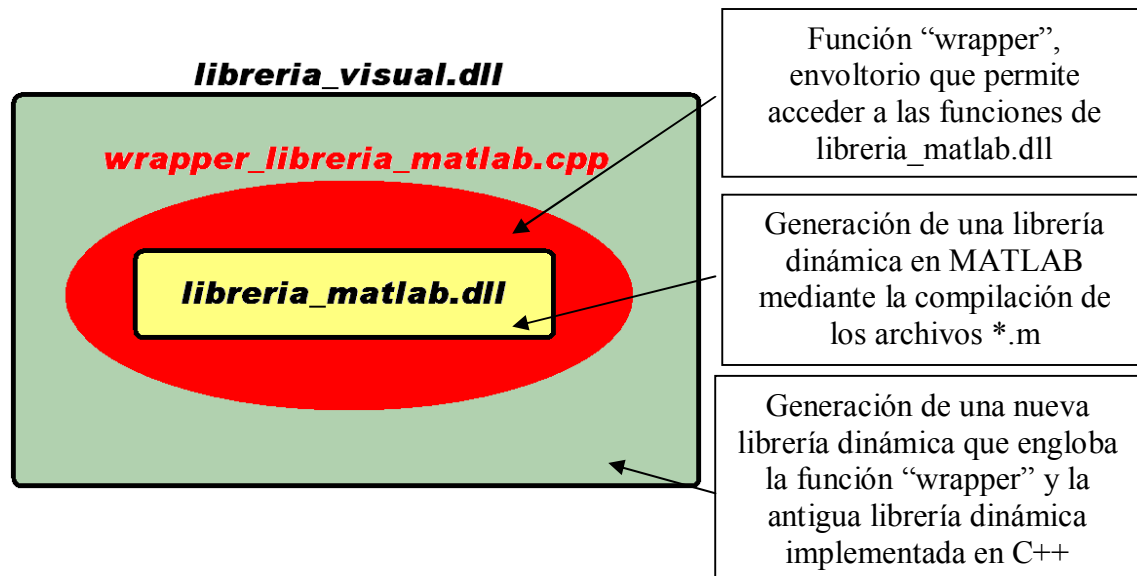 libreria_visual.dll
wrapper_libreria_matlab.cpp
libreria_matlab.dll
Función “wrapper”,
envoltorio que permite
acceder a las funciones de
libreria_matlab.dll
Generación de una librería
dinámica en MATLAB
mediante la compilación de
los archivos *.m
Generación de una nueva
librería dinámica que engloba
la función “wrapper” y la
antigua librería dinámica
implementada en C++